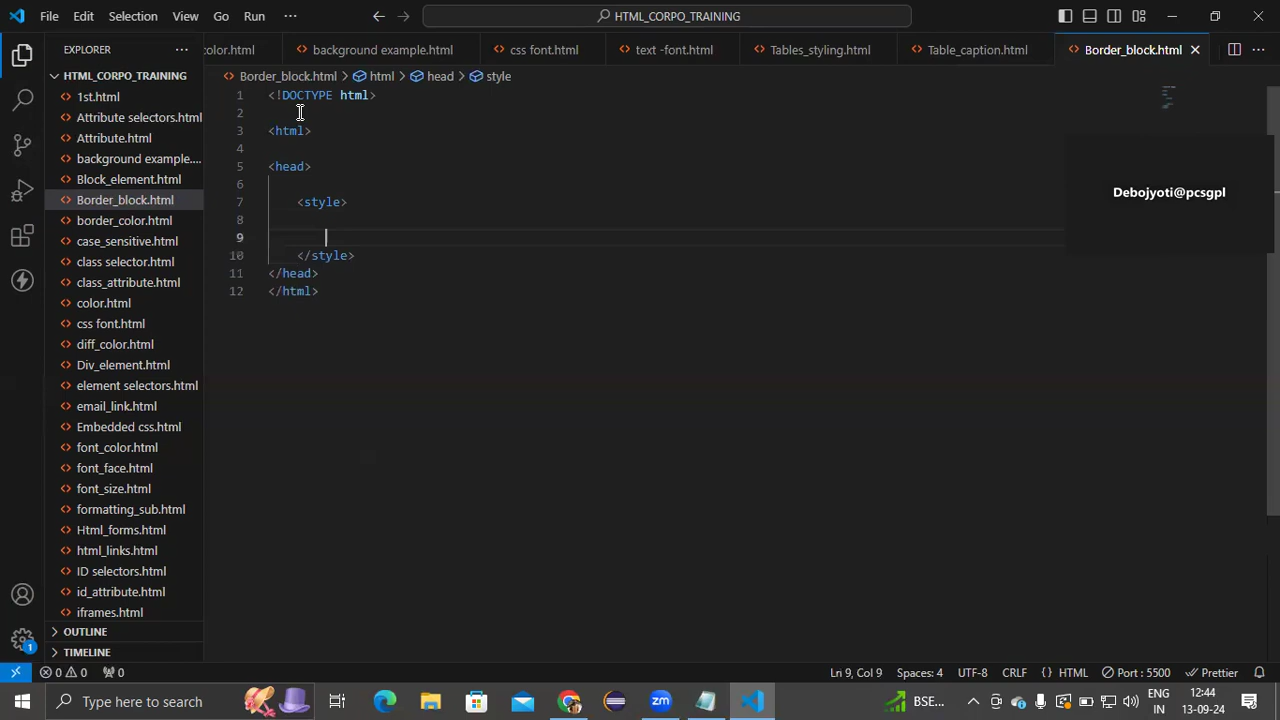 File Edit Selection View Go Run ··· HTML_CORPO_TRAINING
EXPLORER ···
HTML_CORPO_TRAINING
1st.html
Attribute selectors.html
Attribute.html
background example....
Block_element.html
Border_block.html
border_color.html
case_sensitive.html
class selector.html
class_attribute.html
color.html
css font.html
diff_color.html
Div_element.html
element selectors.html
email_link.html
Embedded css.html
font_color.html
font_face.html
font_size.html
formatting_sub.html
Html_forms.html
html_links.html
ID selectors.html
id_attribute.html
iframes.html
OUTLINE
TIMELINE
color.html background example.html css font.html text -font.html Tables_styling.html Table_caption.html Border_block.html
Border_block.html > html > head > style
1 <!DOCTYPE html>
2
3 <html>
4
5 <head>
6
7 <style>
8
9
10 </style>
11 </head>
12 </html>
Debojyoti@pcsgpl
1
0 0 0 Ln 9, Col 9 Spaces: 4 UTF-8 CRLF {} HTML Port : 5500 Prettier
Type here to search zm BSE... ENG IN 12:44 13-09-24